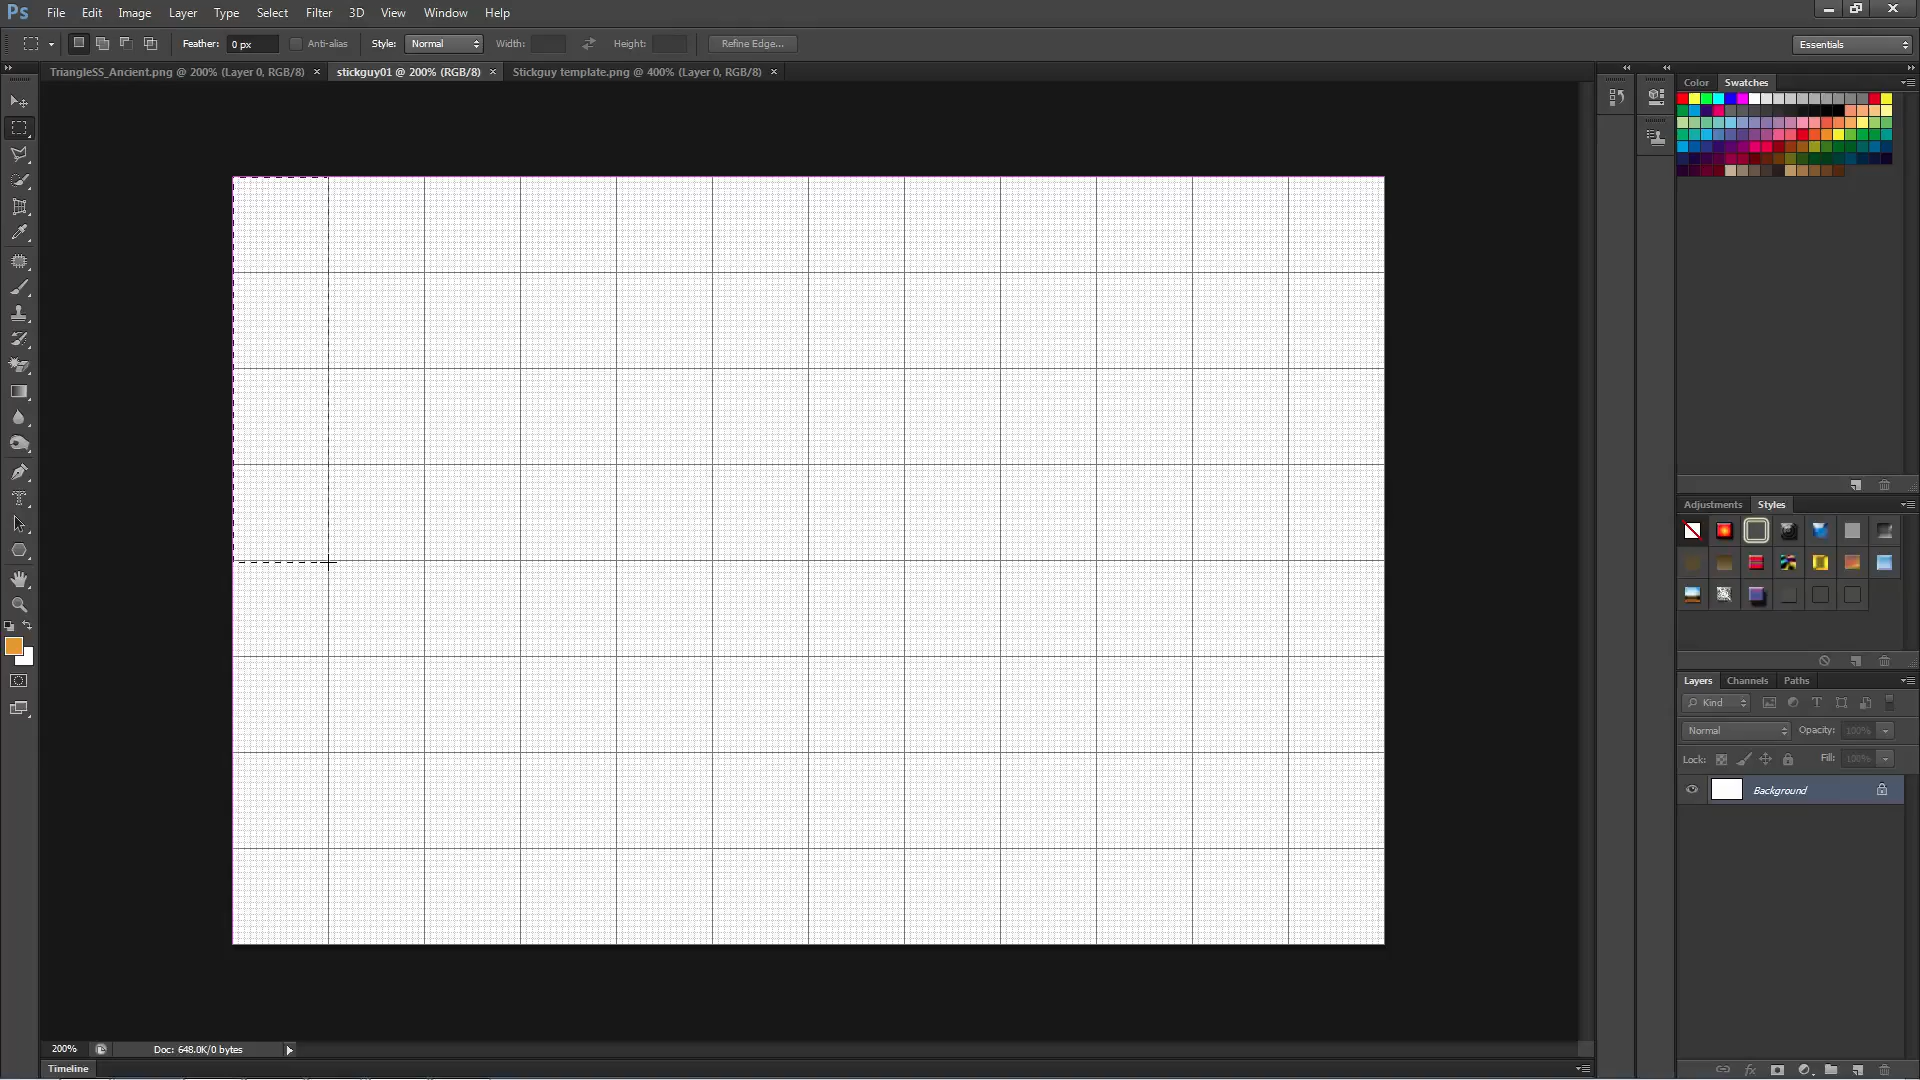 Ps File Edit Image Layer Type Select Filter 3D View Window Help
Feather: 0 px Anti-alias Style: Normal Width: Height: Refine Edge... Essentials
TriangleSS_Ancient.png @ 200% (Layer 0, RGB/8) × stickguy01 @ 200% (RGB/8) × Stickguy template.png @ 400% (Layer 0, RGB/8) ×
Color Swatches
Adjustments Styles
Layers Channels Paths
Kind
Normal Opacity: 100%
Lock: Fill: 100%
Background
200% Doc: 648.0K/0 bytes
Timeline